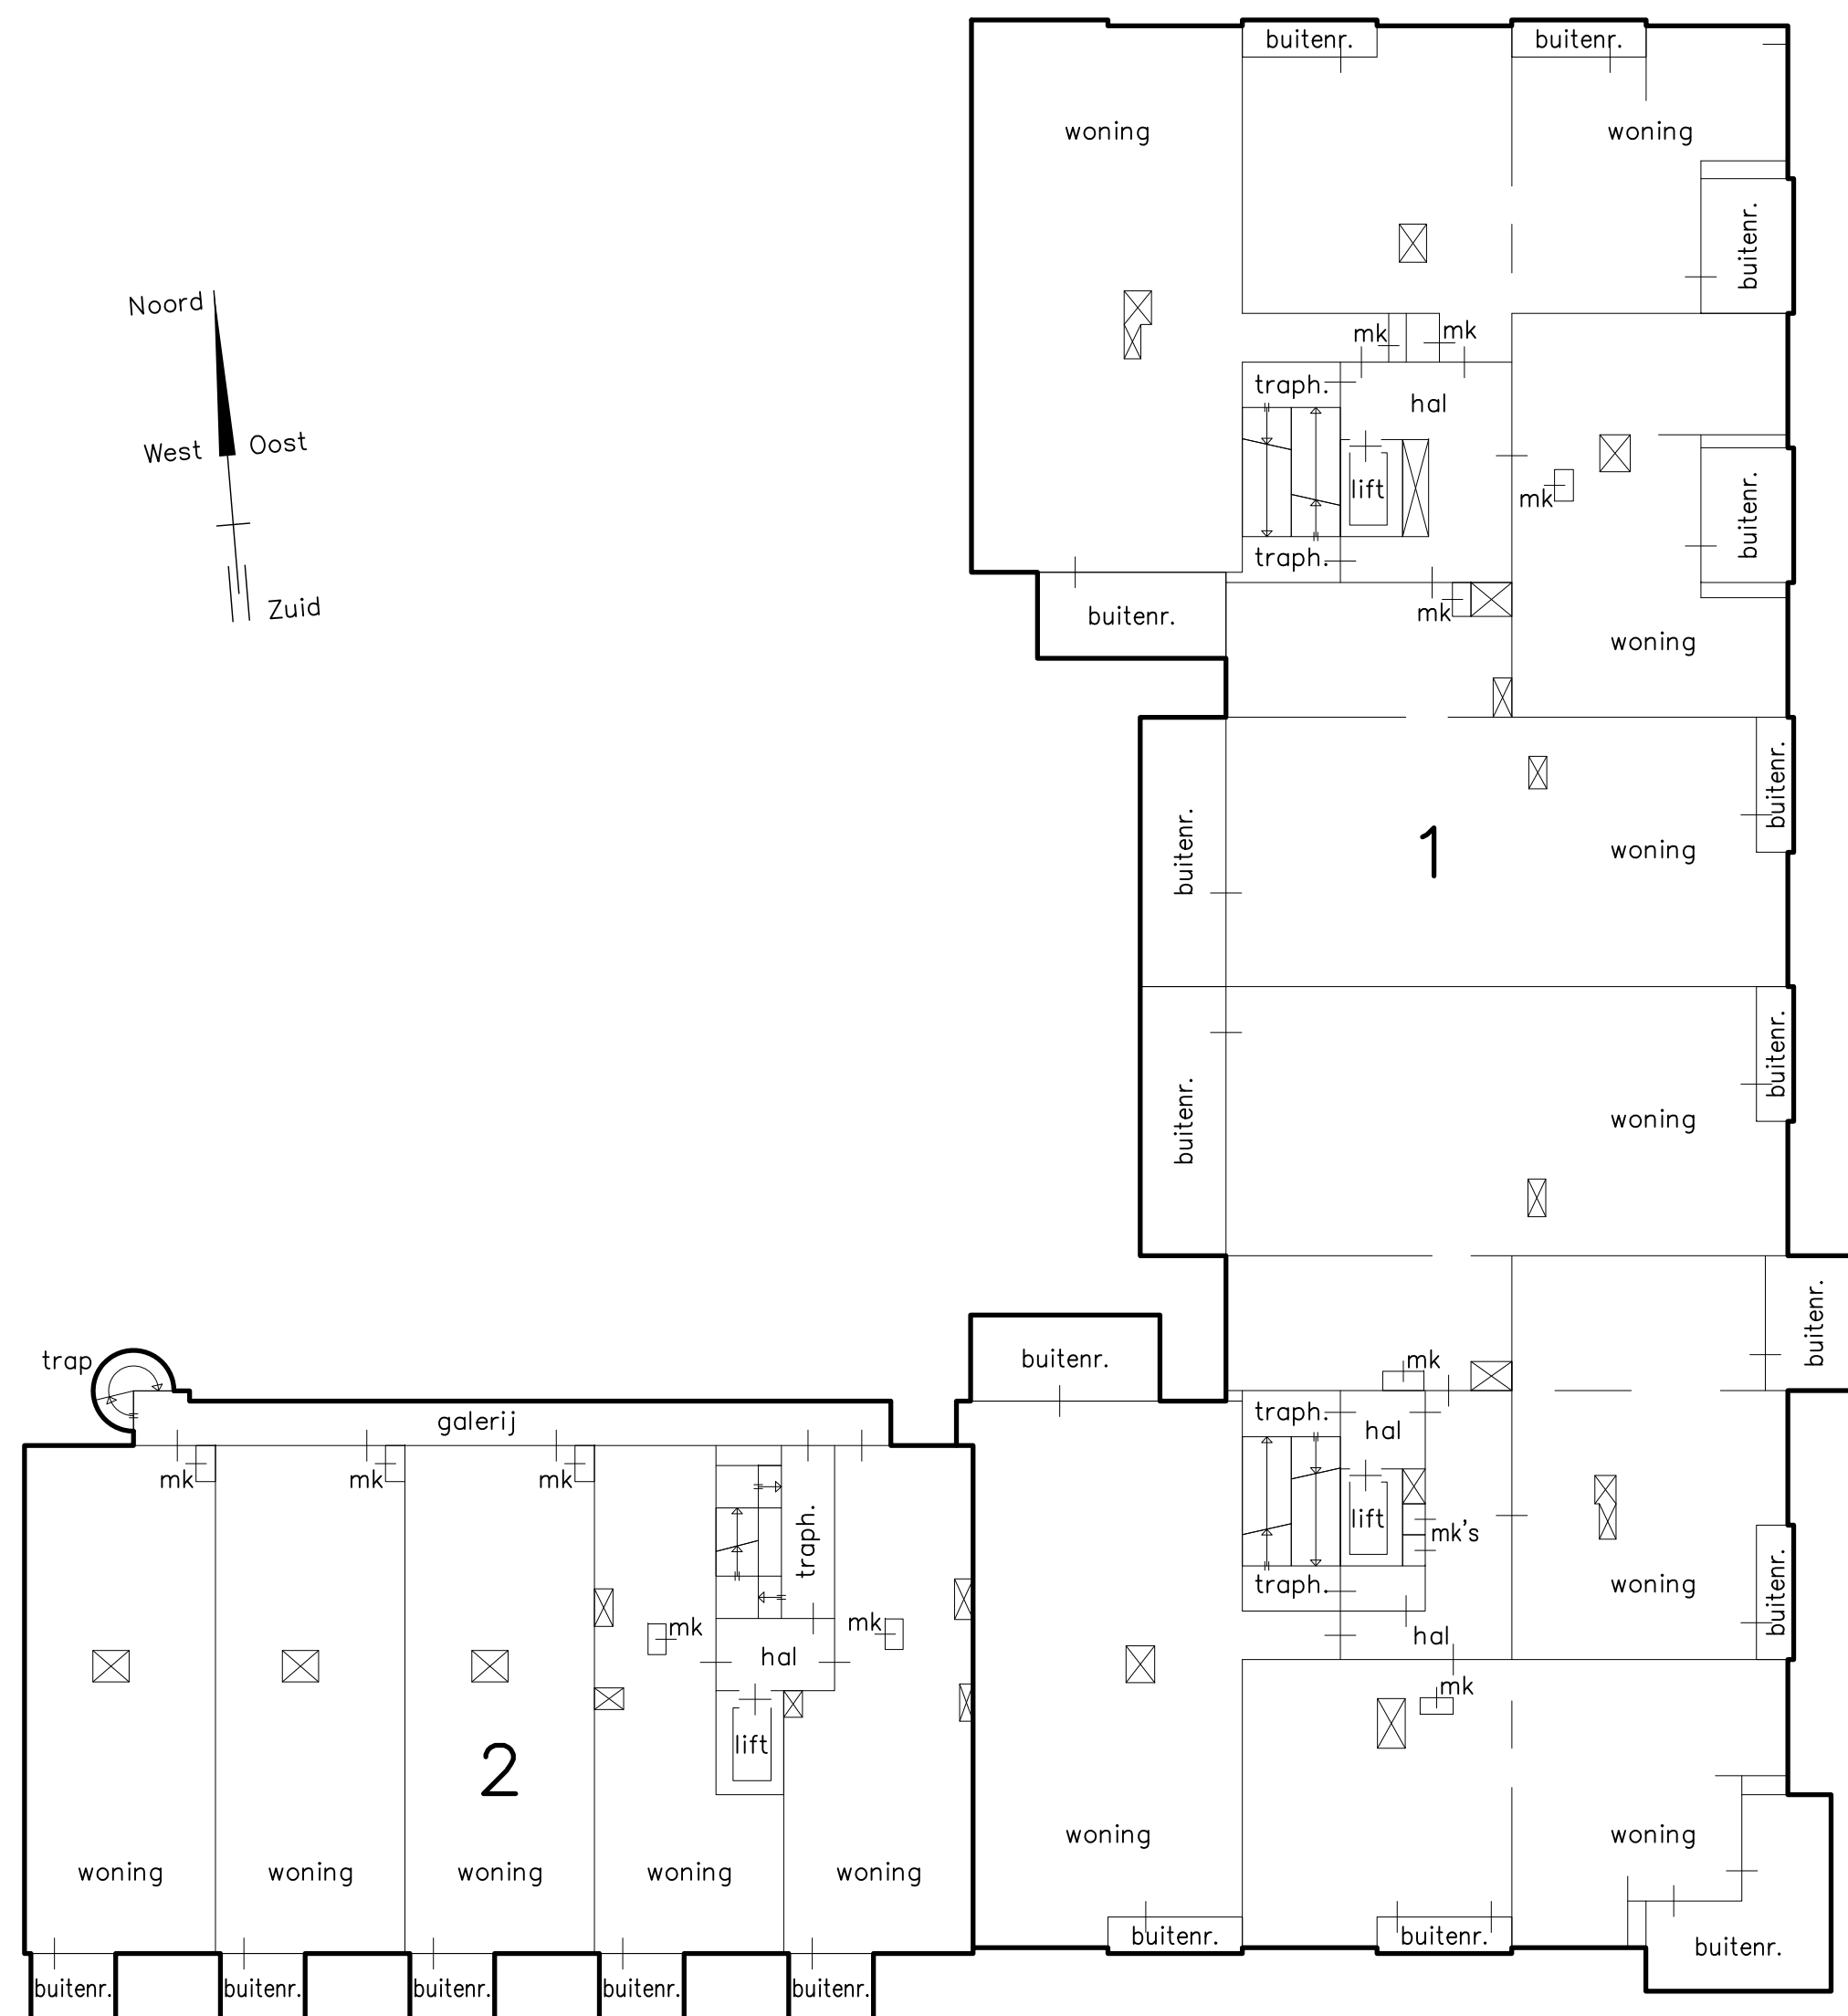 buitenr.
buitenr.
woning
woning
buitenr.
Noord
West
Oost
Zuid
mk
mk
traph.
hal
lift
mk
buitenr.
traph.
mk
buitenr.
woning
buitenr.
buitenr.
1
woning
buitenr.
buitenr.
woning
buitenr.
trap
buitenr.
mk
galerij
traph.
hal
mk
mk
mk
traph.
lift
mk's
buitenr.
traph.
woning
mk
mk
hal
hal
mk
lift
2
woning
woning
woning
woning
woning
woning
woning
buitenr.
buitenr.
buitenr.
buitenr.
buitenr.
buitenr.
buitenr.
buitenr.